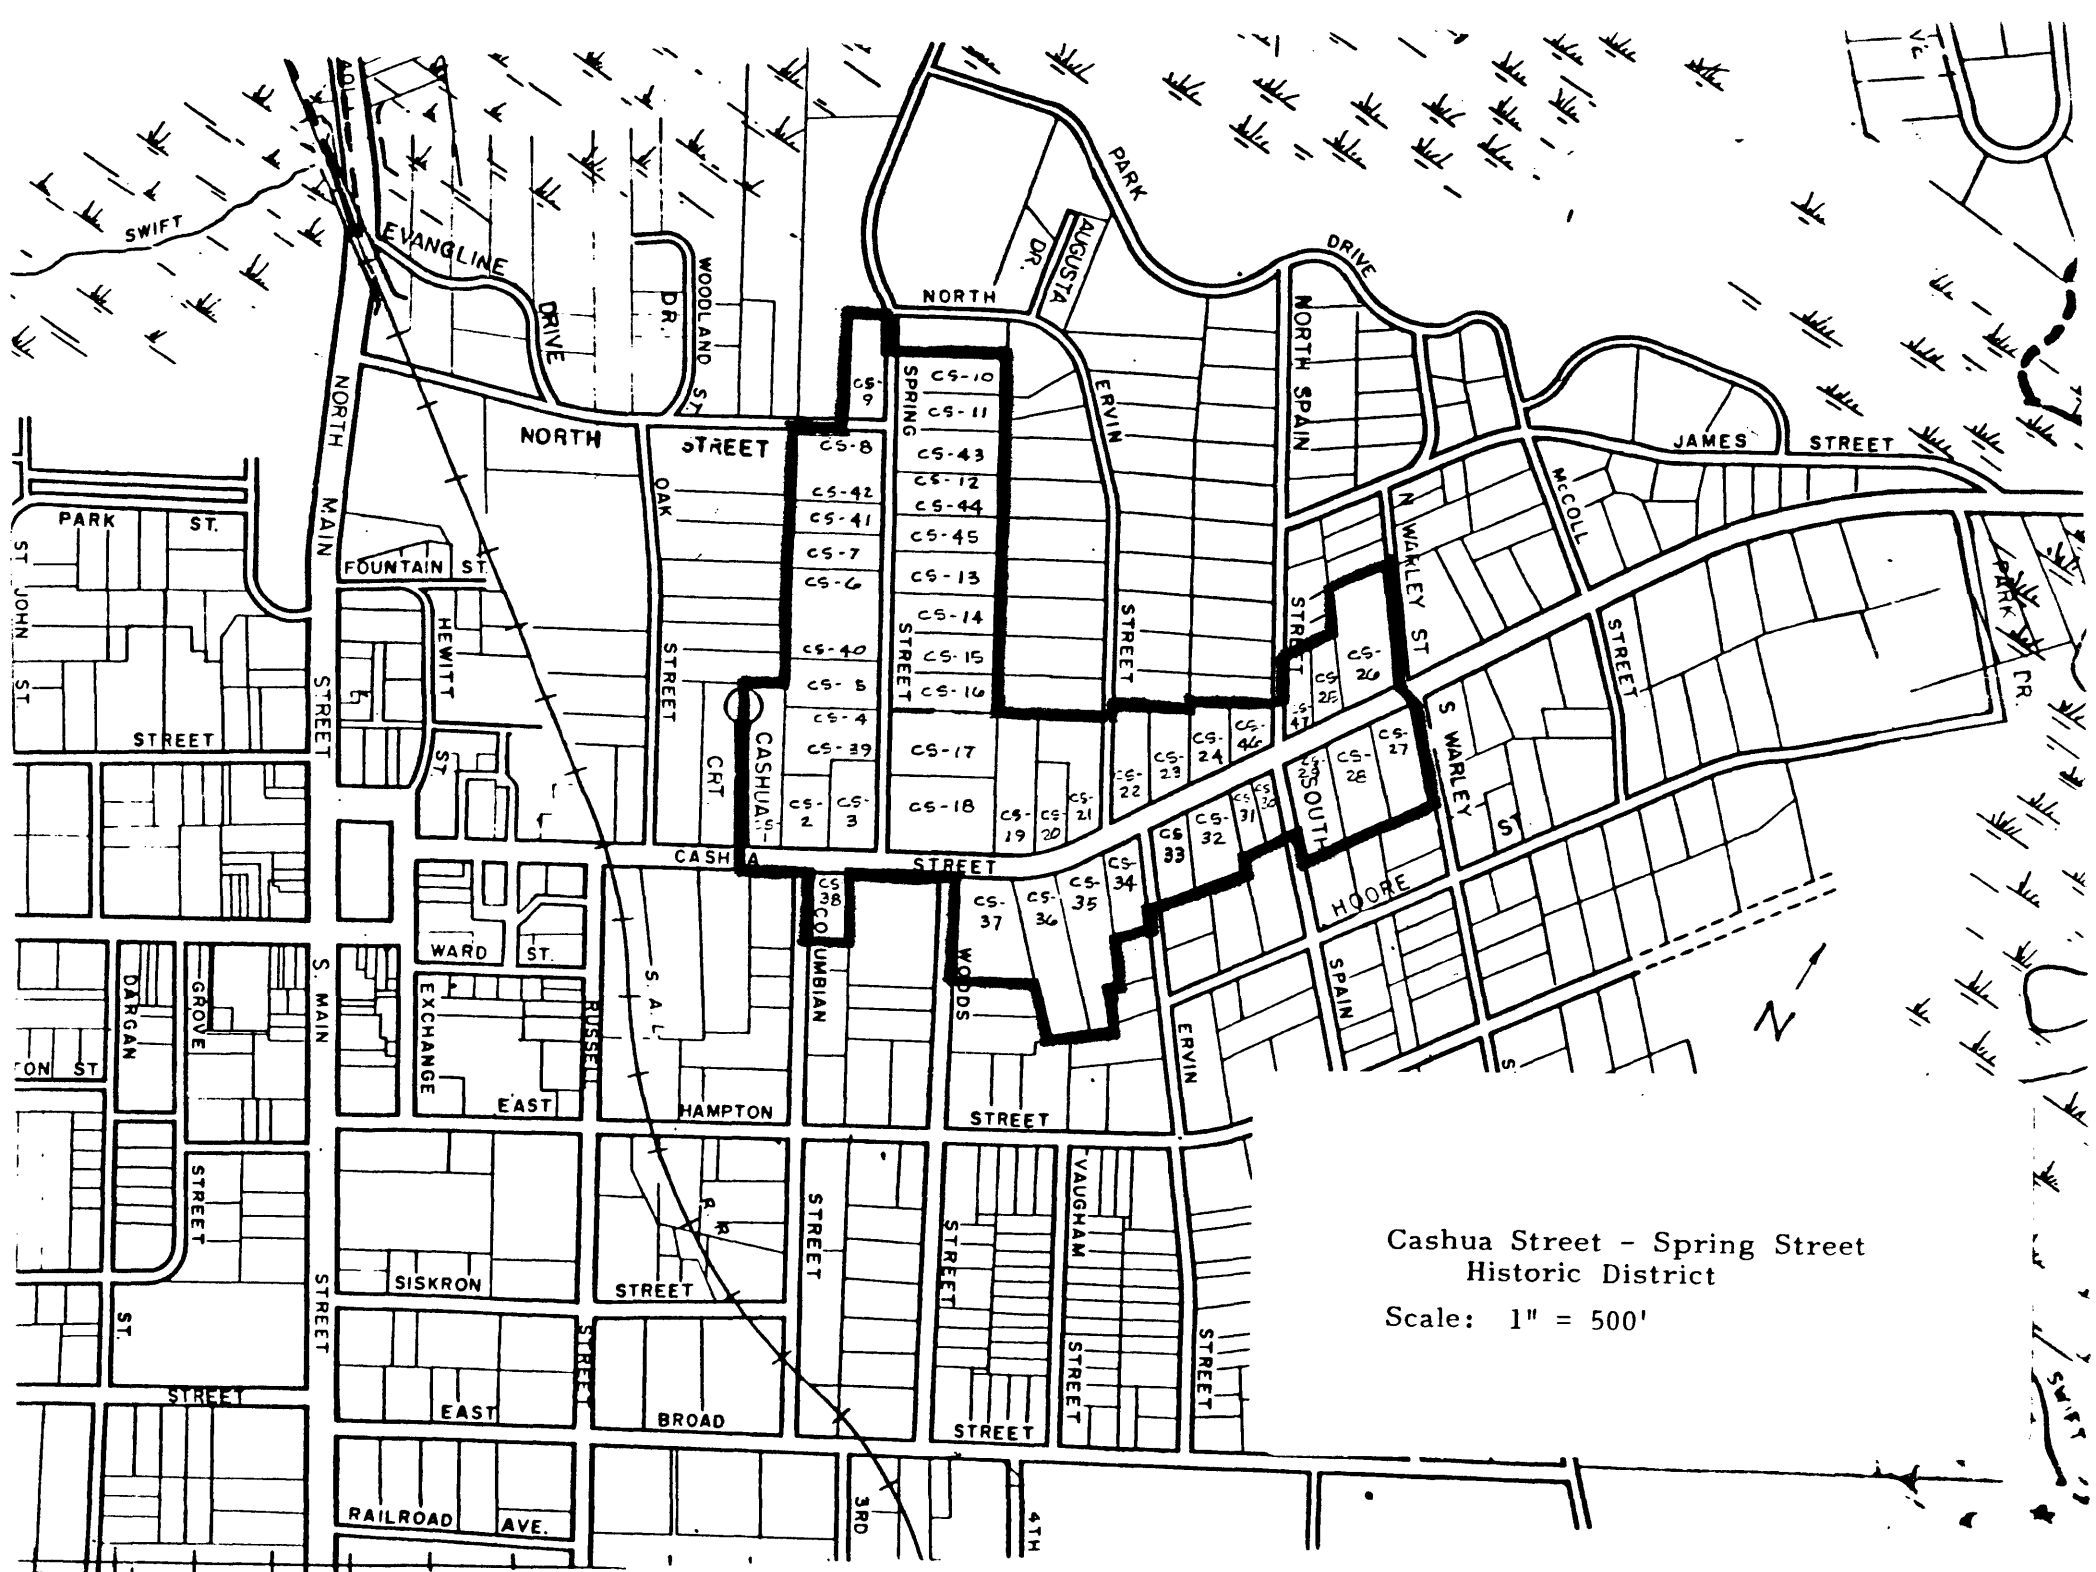 SWIFT
EVANGLINE
DRIVE
WOODLAND
DR.
ST.
PARK
DRIVE
AUGUSTA
DR.
NORTH
NORTH SPAIN
STREET
ERVIN
STREET
SPRING
STREET
NORTH
STREET
OAK
STREET
CASHUA
CRT
JAMES
STREET
McCOLL
STREET
N WARLEY ST
S WARLEY
ST
PARK
DR.
NORTH MAIN
STREET
PARK
ST.
ST JOHN
ST
FOUNTAIN ST.
HEWITT
ST.
STREET
CS-9
CS-10
CS-11
CS-8
CS-43
CS-12
CS-42
CS-44
CS-41
CS-45
CS-7
CS-6
CS-13
CS-14
CS-40
CS-15
CS-5
CS-16
CS-4
CS-39
CS-17
CS-2
CS-3
CS-18
CS-19
CS-20
CS-21
CS-22
CS-23
CS-24
CS-46
CS-47
CS-25
CS-26
CS-27
CS-28
CS-29
CS-30
CS-31
CS-32
CS 33
CS-34
CS-35
CS-36
CS-37
CS 38
CASHUA
STREET
SOUTH
SPAIN
HOORE
WARD
ST.
EXCHANGE
RUSSELL
STREET
S. A. L.
R. R.
COLUMBIAN
STREET
WOODS
STREET
ERVIN
STREET
DARGAN
ST.
GROVE
STREET
S. MAIN
STREET
TON ST
EAST
HAMPTON
STREET
VAUGHAM
STREET
SISKRON
STREET
STREET
EAST
BROAD
STREET
RAILROAD
AVE.
3RD
4TH
N
Cashua Street - Spring Street
Historic District
Scale: 1" = 500'
SWIFT